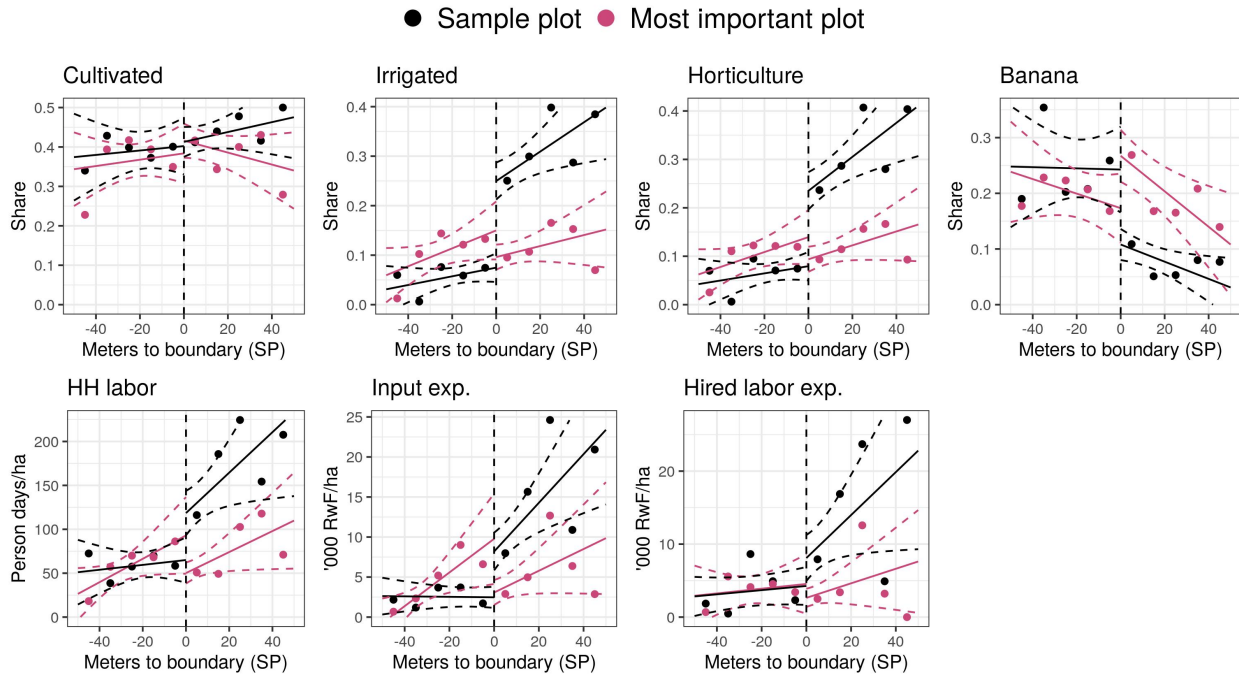 Sample plot Most important plot
Cultivated Irrigated Horticulture Banana
Share
0.5
0.4
0.3
0.2
0.1
0.0
-40 -20 0 20 40
Meters to boundary (SP)
Share
0.4
0.3
0.2
0.1
0.0
-40 -20 0 20 40
Meters to boundary (SP)
Share
0.4
0.3
0.2
0.1
0.0
-40 -20 0 20 40
Meters to boundary (SP)
Share
0.3
0.2
0.1
0.0
-40 -20 0 20 40
Meters to boundary (SP)
HH labor Input exp. Hired labor exp.
Person days/ha
200
150
100
50
0
-40 -20 0 20 40
Meters to boundary (SP)
'000 RwF/ha
25
20
15
10
5
0
-40 -20 0 20 40
Meters to boundary (SP)
'000 RwF/ha
20
10
0
-40 -20 0 20 40
Meters to boundary (SP)